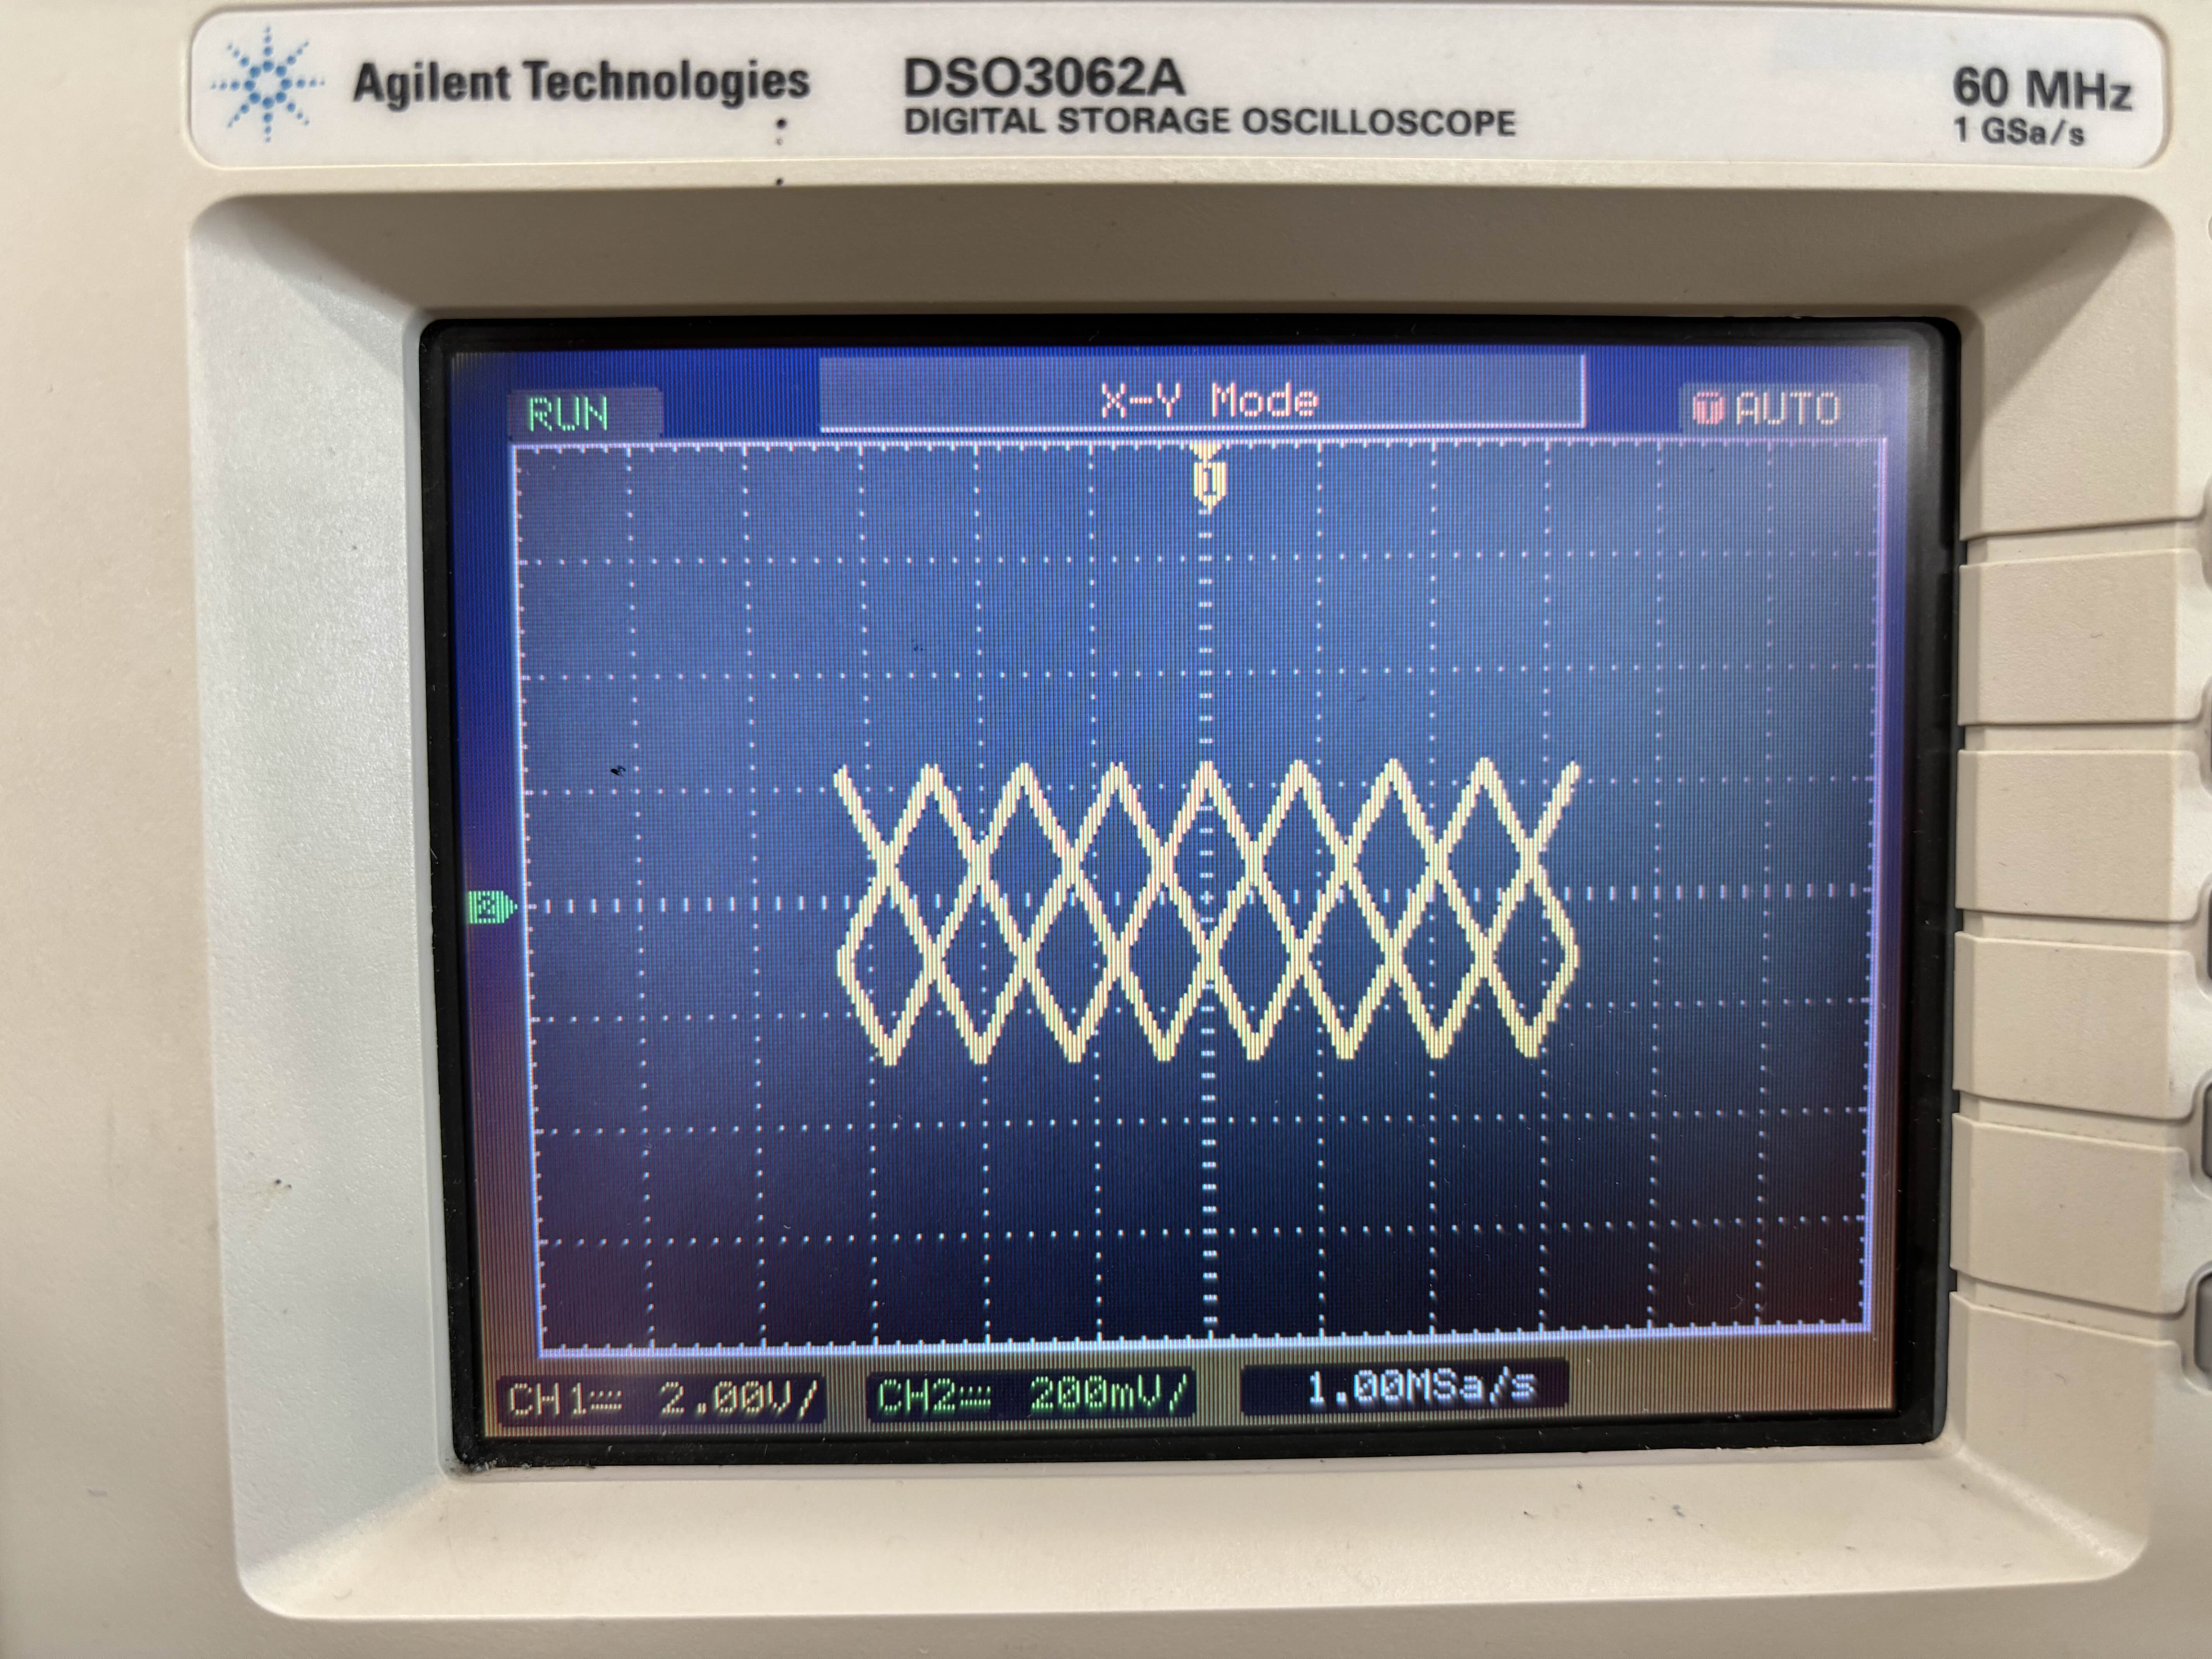 Agilent Technologies
DSO3062A
DIGITAL STORAGE OSCILLOSCOPE
60 MHz
1 GSa/s
RUN
X-Y Mode
T AUTO
1
2
CH1 2.00V/
CH2 200mV/
1.00MSa/s